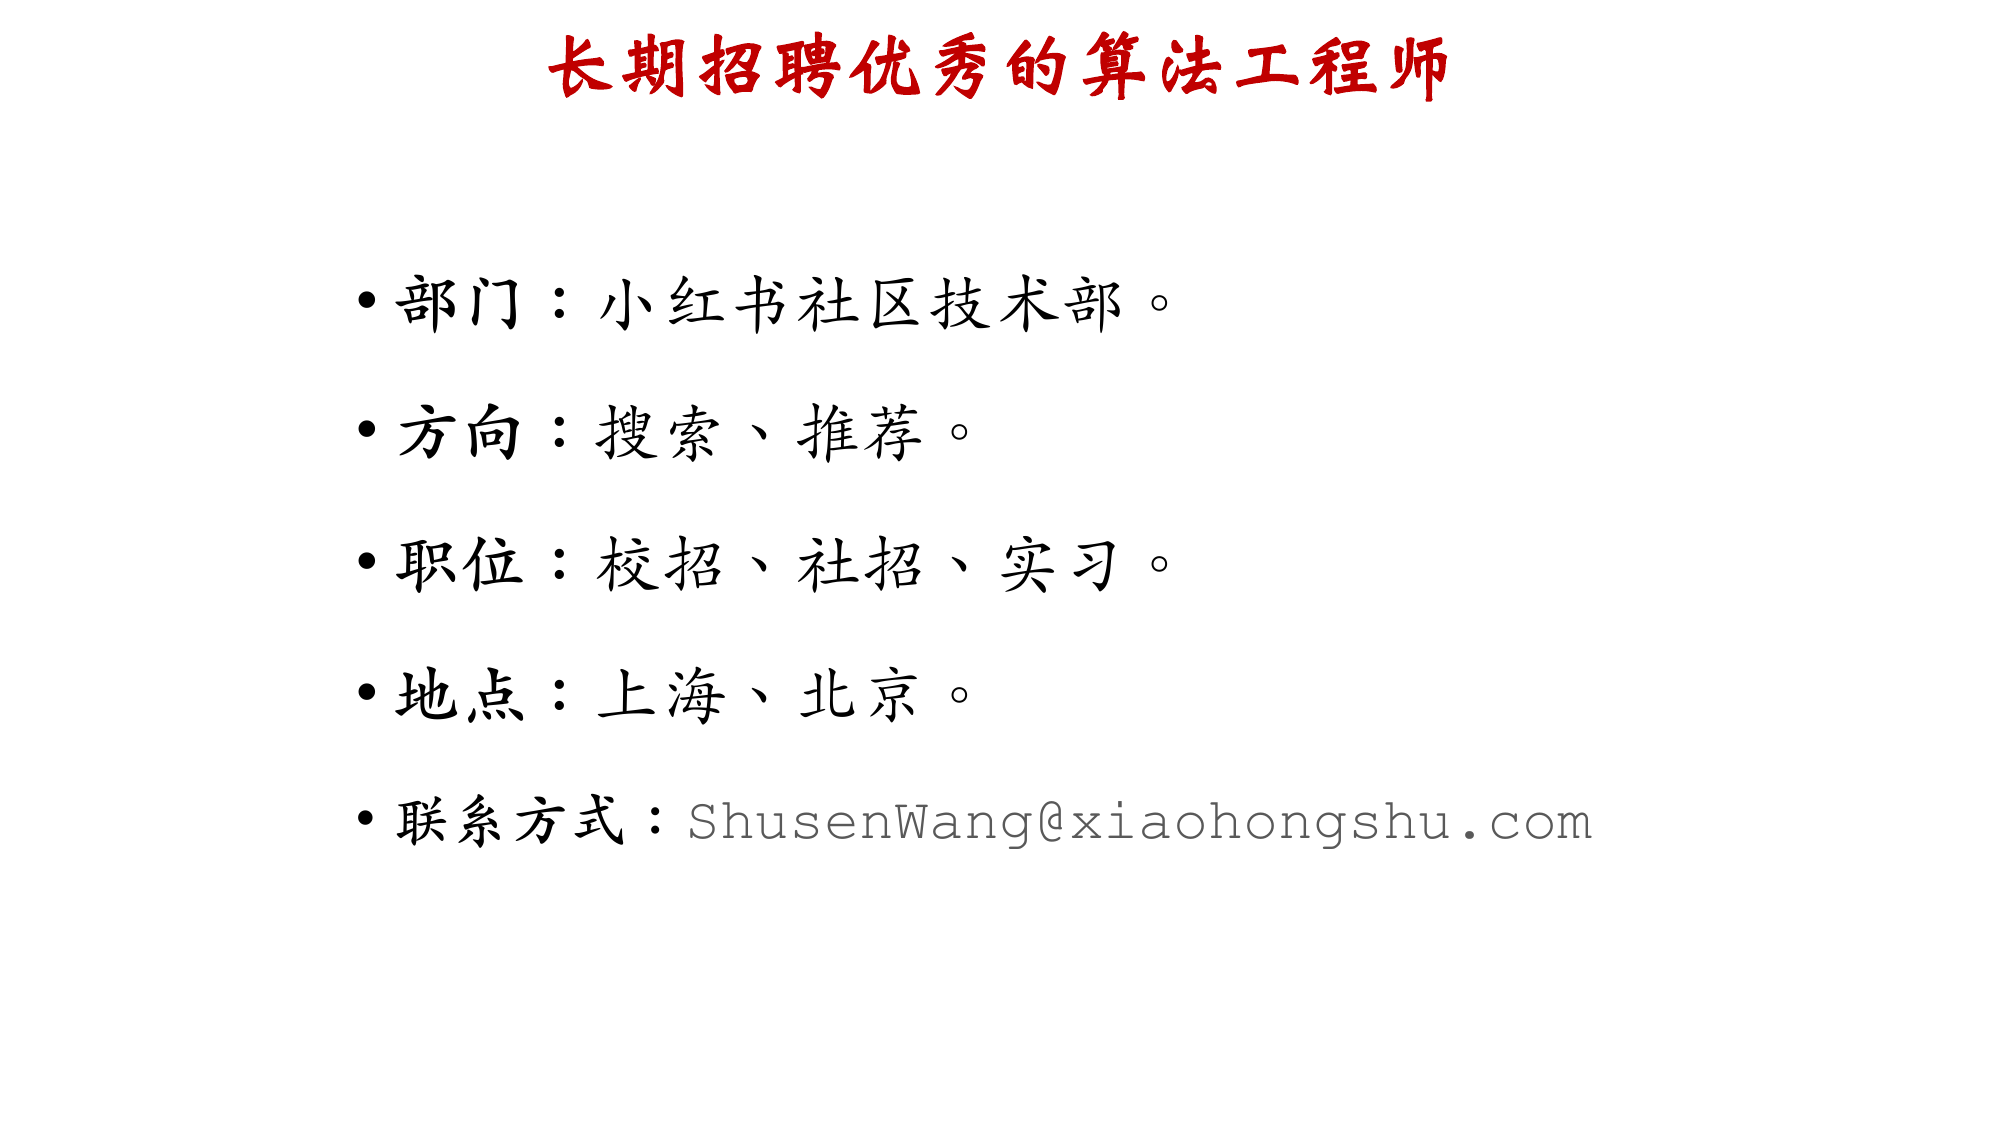 长期招聘优秀的算法工程师
• 部门：小红书社区技术部。
• 方向：搜索、推荐。
• 职位：校招、社招、实习。
• 地点：上海、北京。
• 联系方式：ShusenWang@xiaohongshu.com